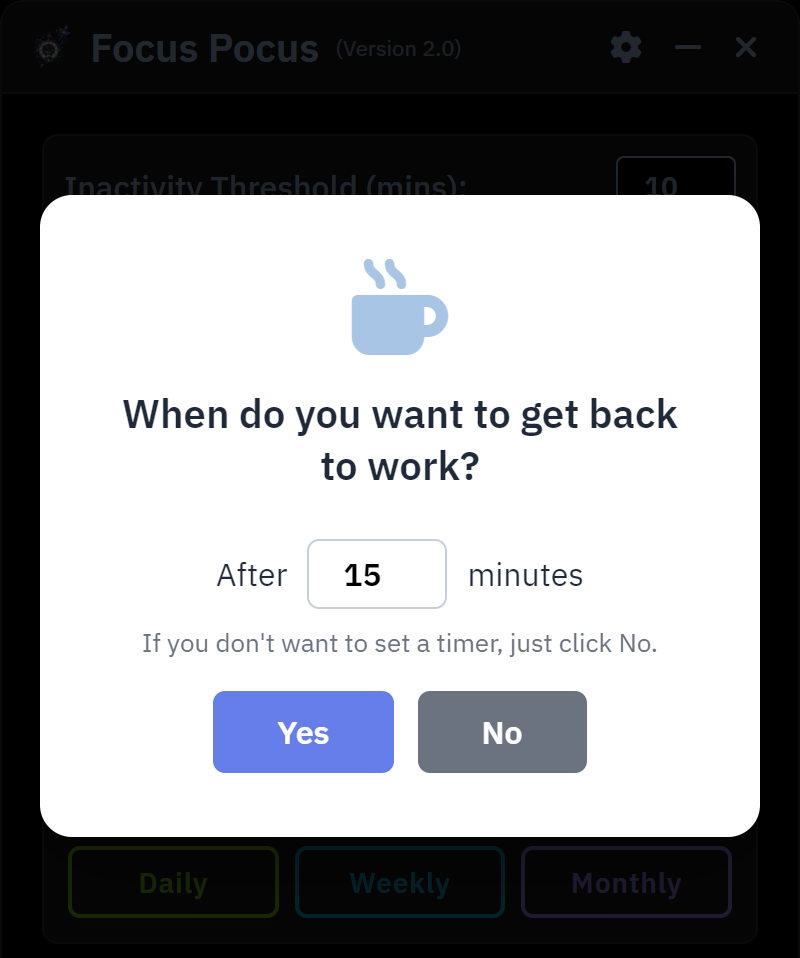 Focus Pocus (Version 2.0)
Inactivity Threshold (mins): 10
When do you want to get back
to work?
After 15 minutes
If you don't want to set a timer, just click No.
Yes No
Daily Weekly Monthly